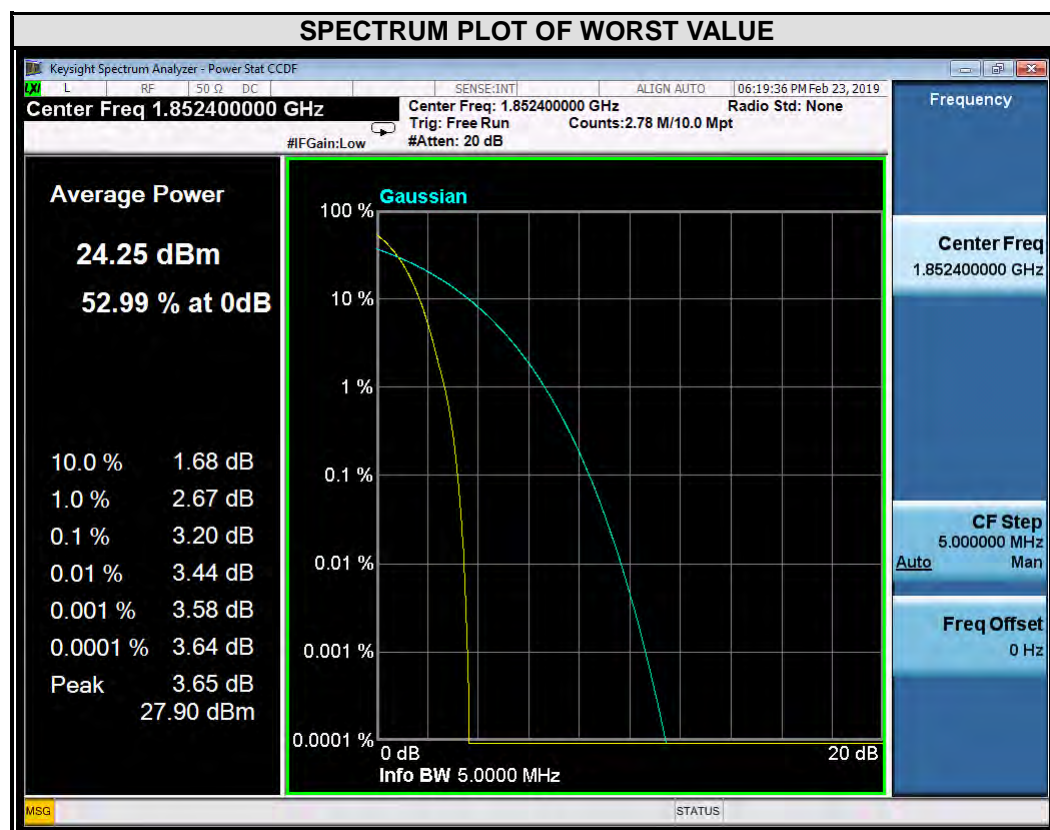 SPECTRUM PLOT OF WORST VALUE
Keysight Spectrum Analyzer - Power Stat CCDF
LXI L RF 50 Ω DC SENSE:INT ALIGN AUTO 06:19:36 PM Feb 23, 2019
Center Freq 1.852400000 GHz
Center Freq: 1.852400000 GHz Radio Std: None
Trig: Free Run Counts:2.78 M/10.0 Mpt
#IFGain:Low #Atten: 20 dB
Average Power
24.25 dBm
52.99 % at 0dB
10.0 % 1.68 dB
1.0 % 2.67 dB
0.1 % 3.20 dB
0.01 % 3.44 dB
0.001 % 3.58 dB
0.0001 % 3.64 dB
Peak 3.65 dB
27.90 dBm
Gaussian
100 %
10 %
1 %
0.1 %
0.01 %
0.001 %
0.0001 %
0 dB 20 dB
Info BW 5.0000 MHz
Frequency
Center Freq
1.852400000 GHz
CF Step
5.000000 MHz
Auto Man
Freq Offset
0 Hz
MSG STATUS